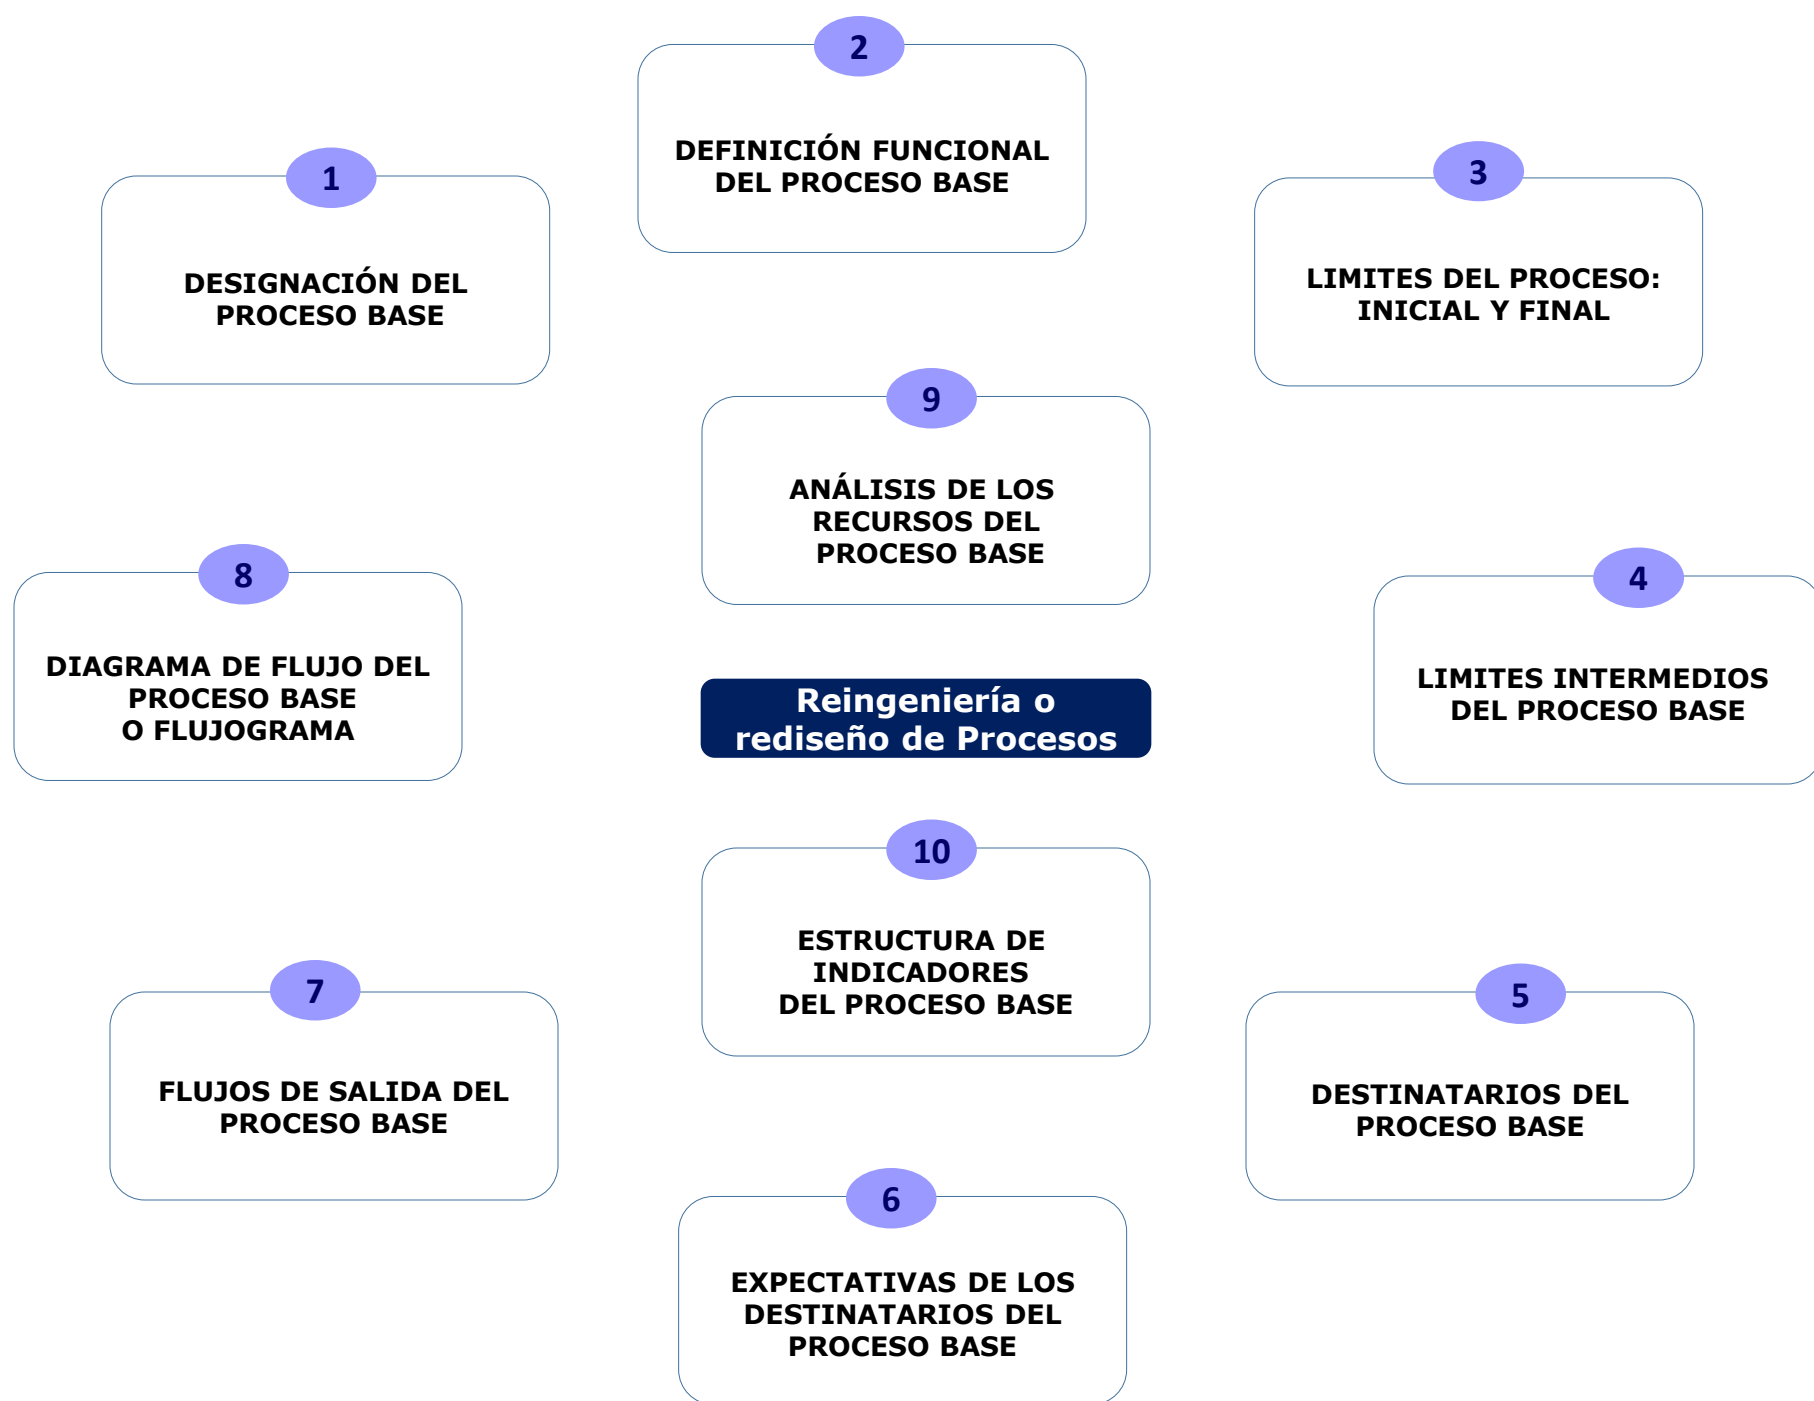 1
DESIGNACIÓN DEL
PROCESO BASE
2
DEFINICIÓN FUNCIONAL
DEL PROCESO BASE
3
LIMITES DEL PROCESO:
INICIAL Y FINAL
4
LIMITES INTERMEDIOS
DEL PROCESO BASE
5
DESTINATARIOS DEL
PROCESO BASE
6
EXPECTATIVAS DE LOS
DESTINATARIOS DEL
PROCESO BASE
7
FLUJOS DE SALIDA DEL
PROCESO BASE
8
DIAGRAMA DE FLUJO DEL
PROCESO BASE
O FLUJOGRAMA
9
ANÁLISIS DE LOS
RECURSOS DEL
PROCESO BASE
Reingeniería o
rediseño de Procesos
10
ESTRUCTURA DE
INDICADORES
DEL PROCESO BASE